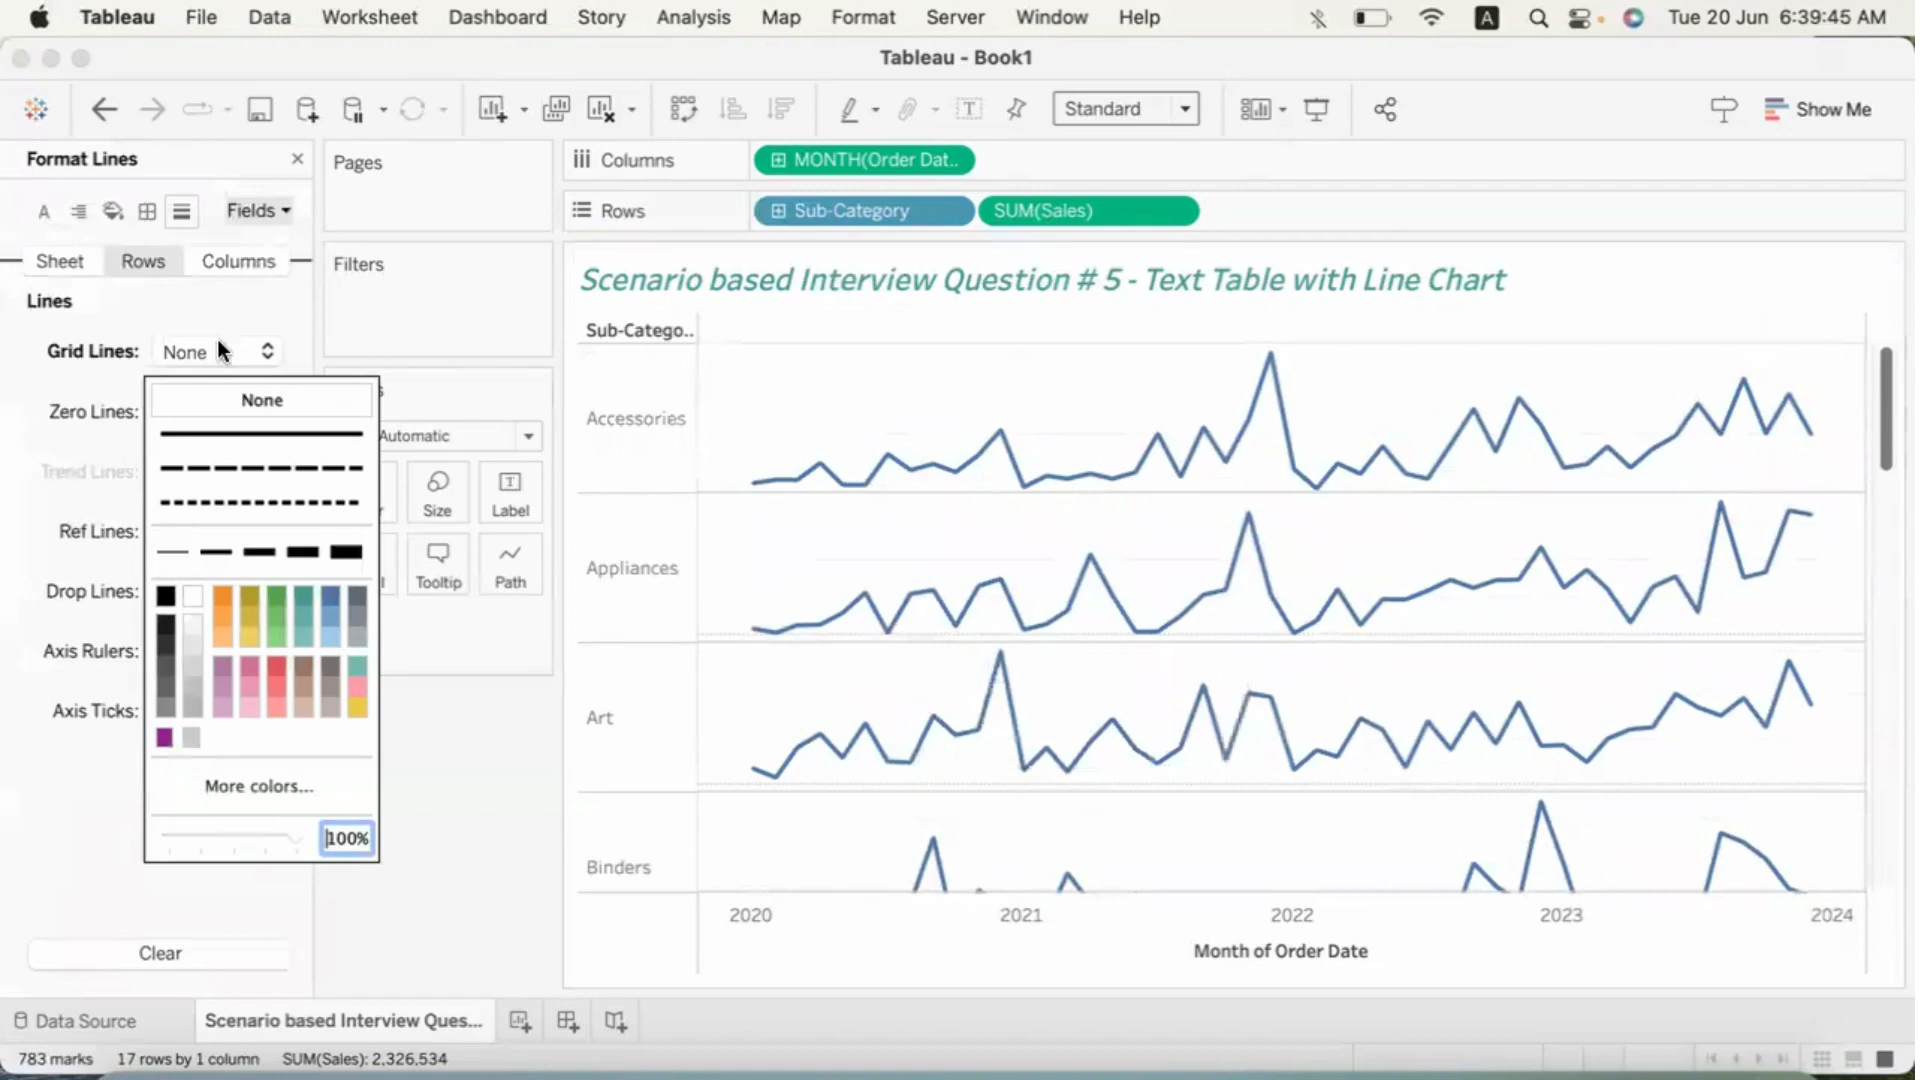 Tableau File Data Worksheet Dashboard Story Analysis Map Format Server Window Help A Tue 20 Jun 6:39:45 AM
Tableau - Book1
Standard Show Me
Format Lines
Fields
Sheet Rows Columns
Lines
Grid Lines: None
Zero Lines:
Trend Lines:
Ref Lines:
Drop Lines:
Axis Rulers:
Axis Ticks:
None
More colors...
100%
Clear
Pages
Filters
Automatic
Size Label
Tooltip Path
Columns MONTH(Order Dat..
Rows Sub-Category SUM(Sales)
Scenario based Interview Question # 5 - Text Table with Line Chart
Sub-Catego..
Accessories
Appliances
Art
Binders
2020 2021 2022 2023 2024
Month of Order Date
Data Source Scenario based Interview Ques...
783 marks 17 rows by 1 column SUM(Sales): 2,326,534